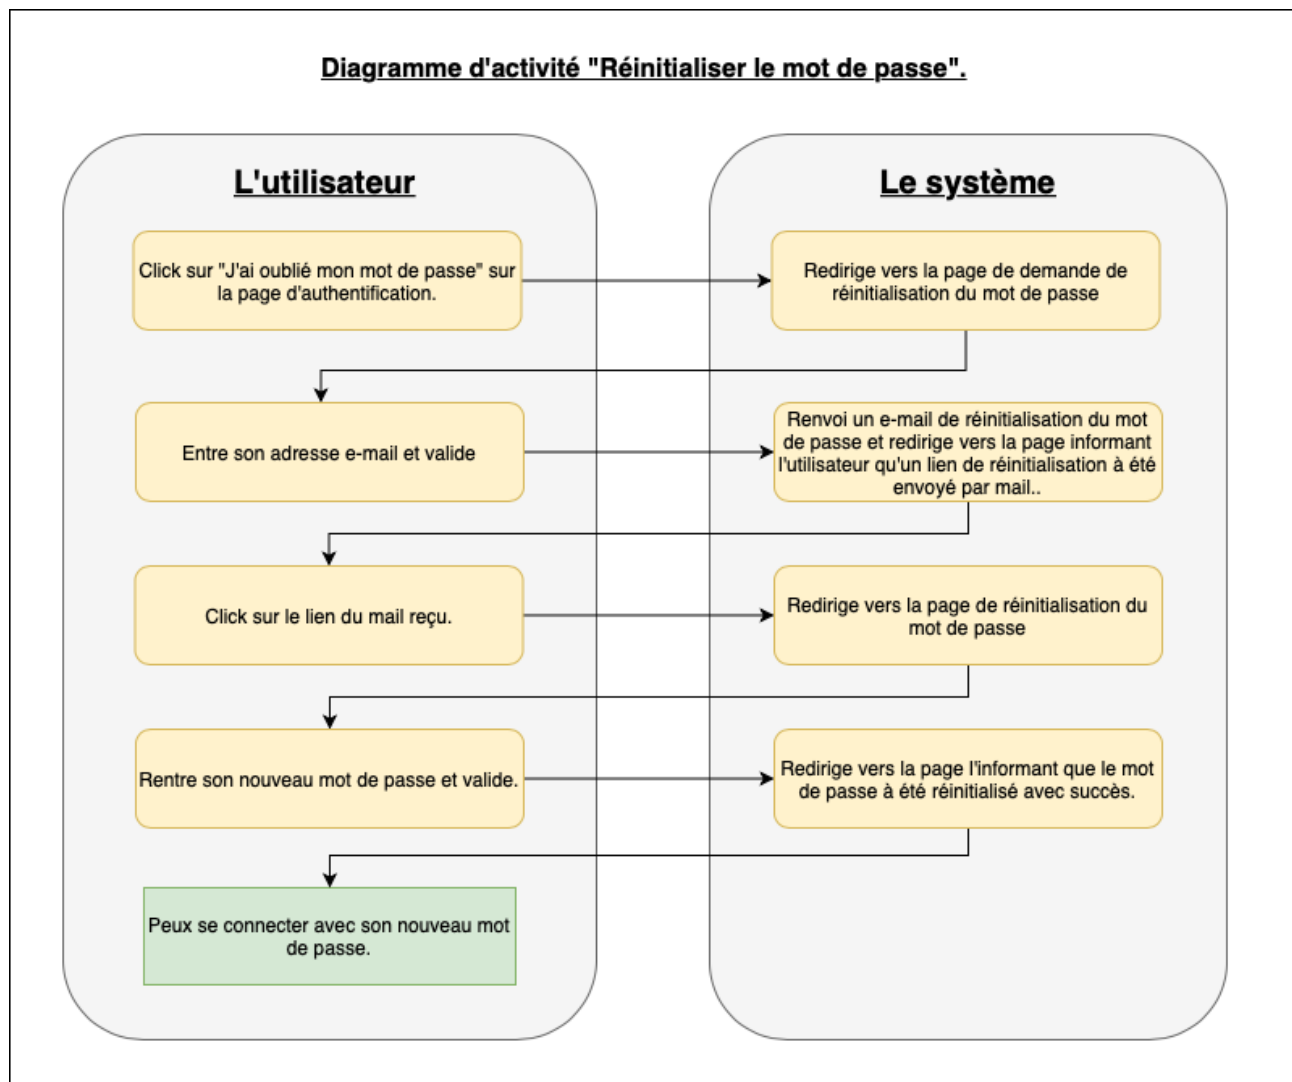 Diagramme d'activité "Réinitialiser le mot de passe".
L'utilisateur
Le système
Click sur "J'ai oublié mon mot de passe" sur
la page d'authentification.
Redirige vers la page de demande de
réinitialisation du mot de passe
Entre son adresse e-mail et valide
Renvoi un e-mail de réinitialisation du mot
de passe et redirige vers la page informant
l'utilisateur qu'un lien de réinitialisation à été
envoyé par mail..
Click sur le lien du mail reçu.
Redirige vers la page de réinitialisation du
mot de passe
Rentre son nouveau mot de passe et valide.
Redirige vers la page l'informant que le mot
de passe à été réinitialisé avec succès.
Peux se connecter avec son nouveau mot
de passe.